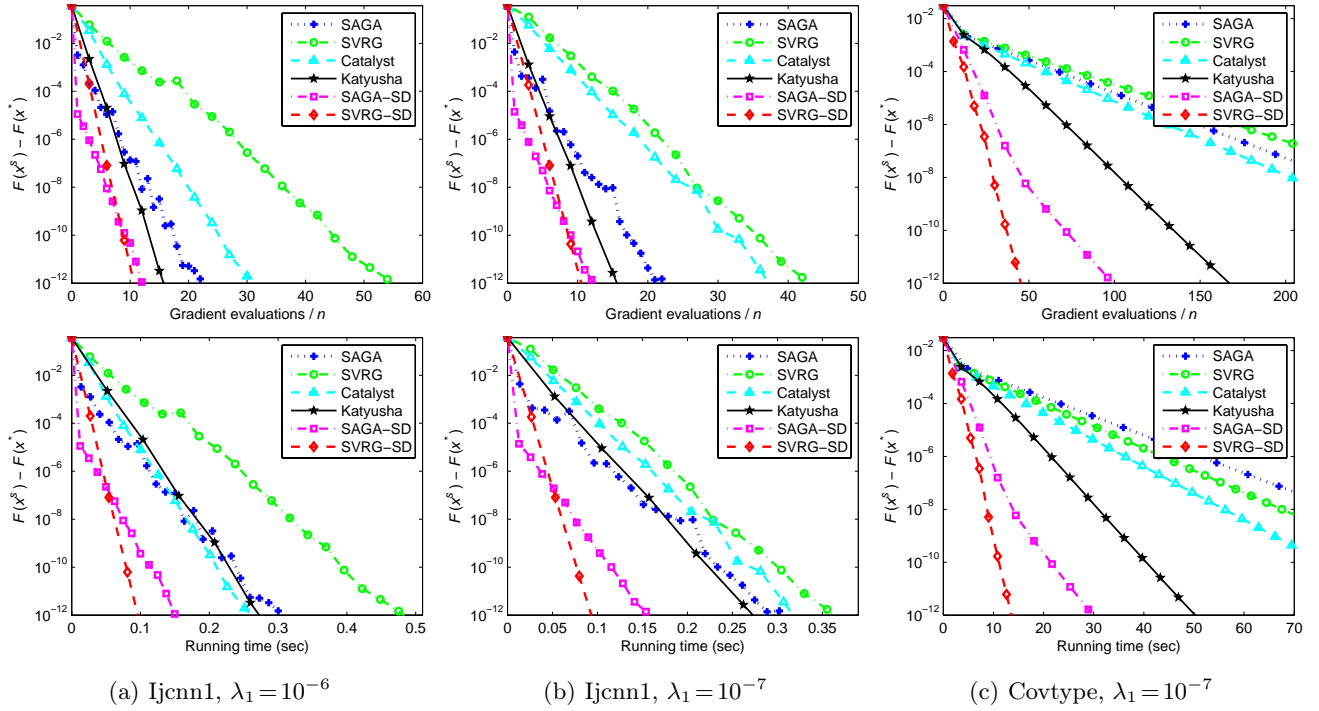 10^{-2}
10^{-4}
10^{-6}
10^{-8}
10^{-10}
10^{-12}
F(x^s) − F(x^*)
0 10 20 30 40 50 60
Gradient evaluations / n
SAGA
SVRG
Catalyst
Katyusha
SAGA−SD
SVRG−SD
10^{-2}
10^{-4}
10^{-6}
10^{-8}
10^{-10}
10^{-12}
F(x^s) − F(x^*)
0 10 20 30 40 50
Gradient evaluations / n
SAGA
SVRG
Catalyst
Katyusha
SAGA−SD
SVRG−SD
10^{-2}
10^{-4}
10^{-6}
10^{-8}
10^{-10}
10^{-12}
F(x^s) − F(x^*)
0 50 100 150 200
Gradient evaluations / n
SAGA
SVRG
Catalyst
Katyusha
SAGA−SD
SVRG−SD
10^{-2}
10^{-4}
10^{-6}
10^{-8}
10^{-10}
10^{-12}
F(x^s) − F(x^*)
0 0.1 0.2 0.3 0.4 0.5
Running time (sec)
SAGA
SVRG
Catalyst
Katyusha
SAGA−SD
SVRG−SD
10^{-2}
10^{-4}
10^{-6}
10^{-8}
10^{-10}
10^{-12}
F(x^s) − F(x^*)
0 0.05 0.1 0.15 0.2 0.25 0.3 0.35
Running time (sec)
SAGA
SVRG
Catalyst
Katyusha
SAGA−SD
SVRG−SD
10^{-2}
10^{-4}
10^{-6}
10^{-8}
10^{-10}
10^{-12}
F(x^s) − F(x^*)
0 10 20 30 40 50 60 70
Running time (sec)
SAGA
SVRG
Catalyst
Katyusha
SAGA−SD
SVRG−SD
(a) Ijcnn1, λ_1=10^{-6}
(b) Ijcnn1, λ_1=10^{-7}
(c) Covtype, λ_1=10^{-7}